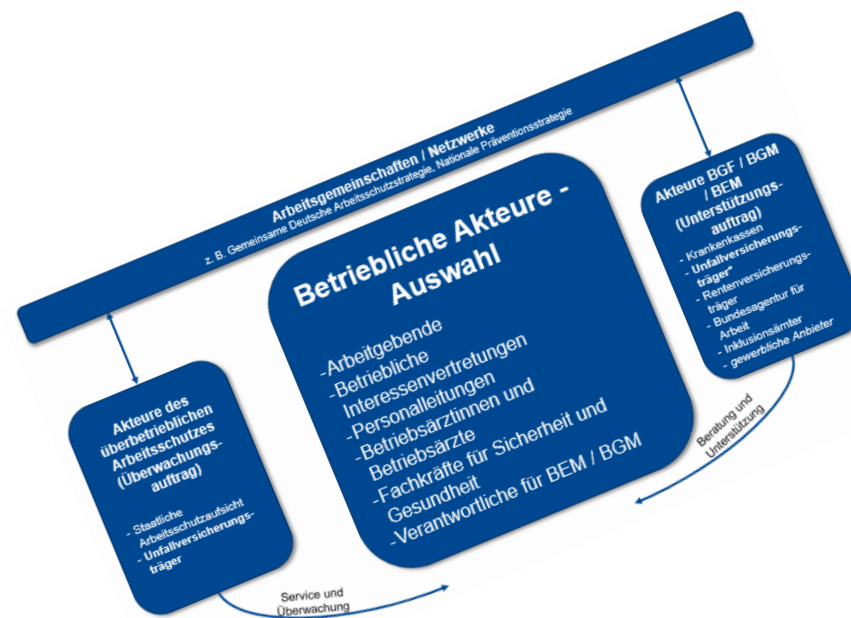 Arbeitsgemeinschaften / Netzwerke
z. B. Gemeinsame Deutsche Arbeitsschutzstrategie, Nationale Präventionsstrategie
Akteure des
überbetrieblichen
Arbeitsschutzes
(Überwachungs-
auftrag)
- Staatliche
Arbeitsschutzaufsicht
- Unfallversicherungs-
träger
Service und
Überwachung
Betriebliche Akteure -
Auswahl
-Arbeitgebende
-Betriebliche
Interessenvertretungen
-Personalleitungen
-Betriebsärztinnen und
Betriebsärzte
-Fachkräfte für Sicherheit und
Gesundheit
-Verantwortliche für BEM / BGM
Akteure BGF / BGM
/ BEM
(Unterstützungs-
auftrag)
- Krankenkassen
- Unfallversicherungs-
träger*
- Rentenversicherungs-
träger
- Bundesagentur für
Arbeit
- Inklusionsämter
- gewerbliche Anbieter
Beratung und
Unterstützung